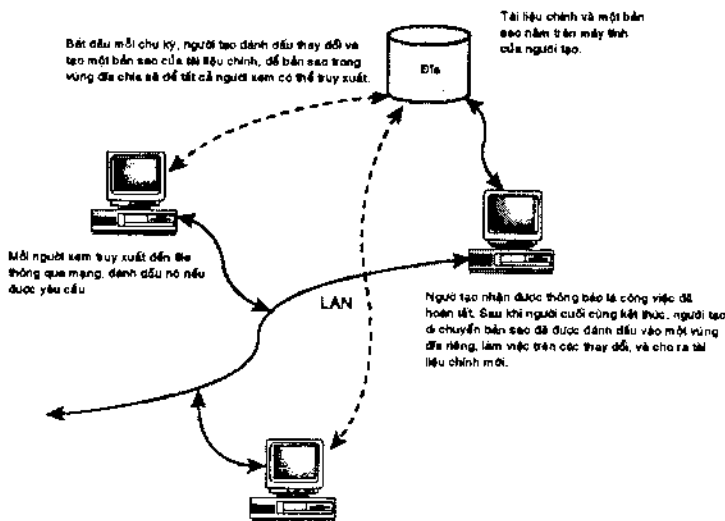 Bắt đầu mỗi chu kỳ, người tạo đánh dấu thay đổi và
tạo một bản sao của tài liệu chính, để bản sao trong
vùng đĩa chia sẻ để tất cả người xem có thể truy xuất.
Tài liệu chính và một bản
sao nằm trên máy tính
của người tạo.
Đĩa
Mỗi người xem truy xuất đến file
thông qua mạng, đánh dấu nó nếu
được yêu cầu
LAN
Ngườ tạo nhận được thông báo là công việc đã
hoàn tất. Sau khi người cuối cùng kết thúc, người tạo
di chuyển bản sao đã được đánh dấu vào một vùng
đĩa riêng, làm việc trên các thay đổi, và cho ra tài
liệu chính mới.